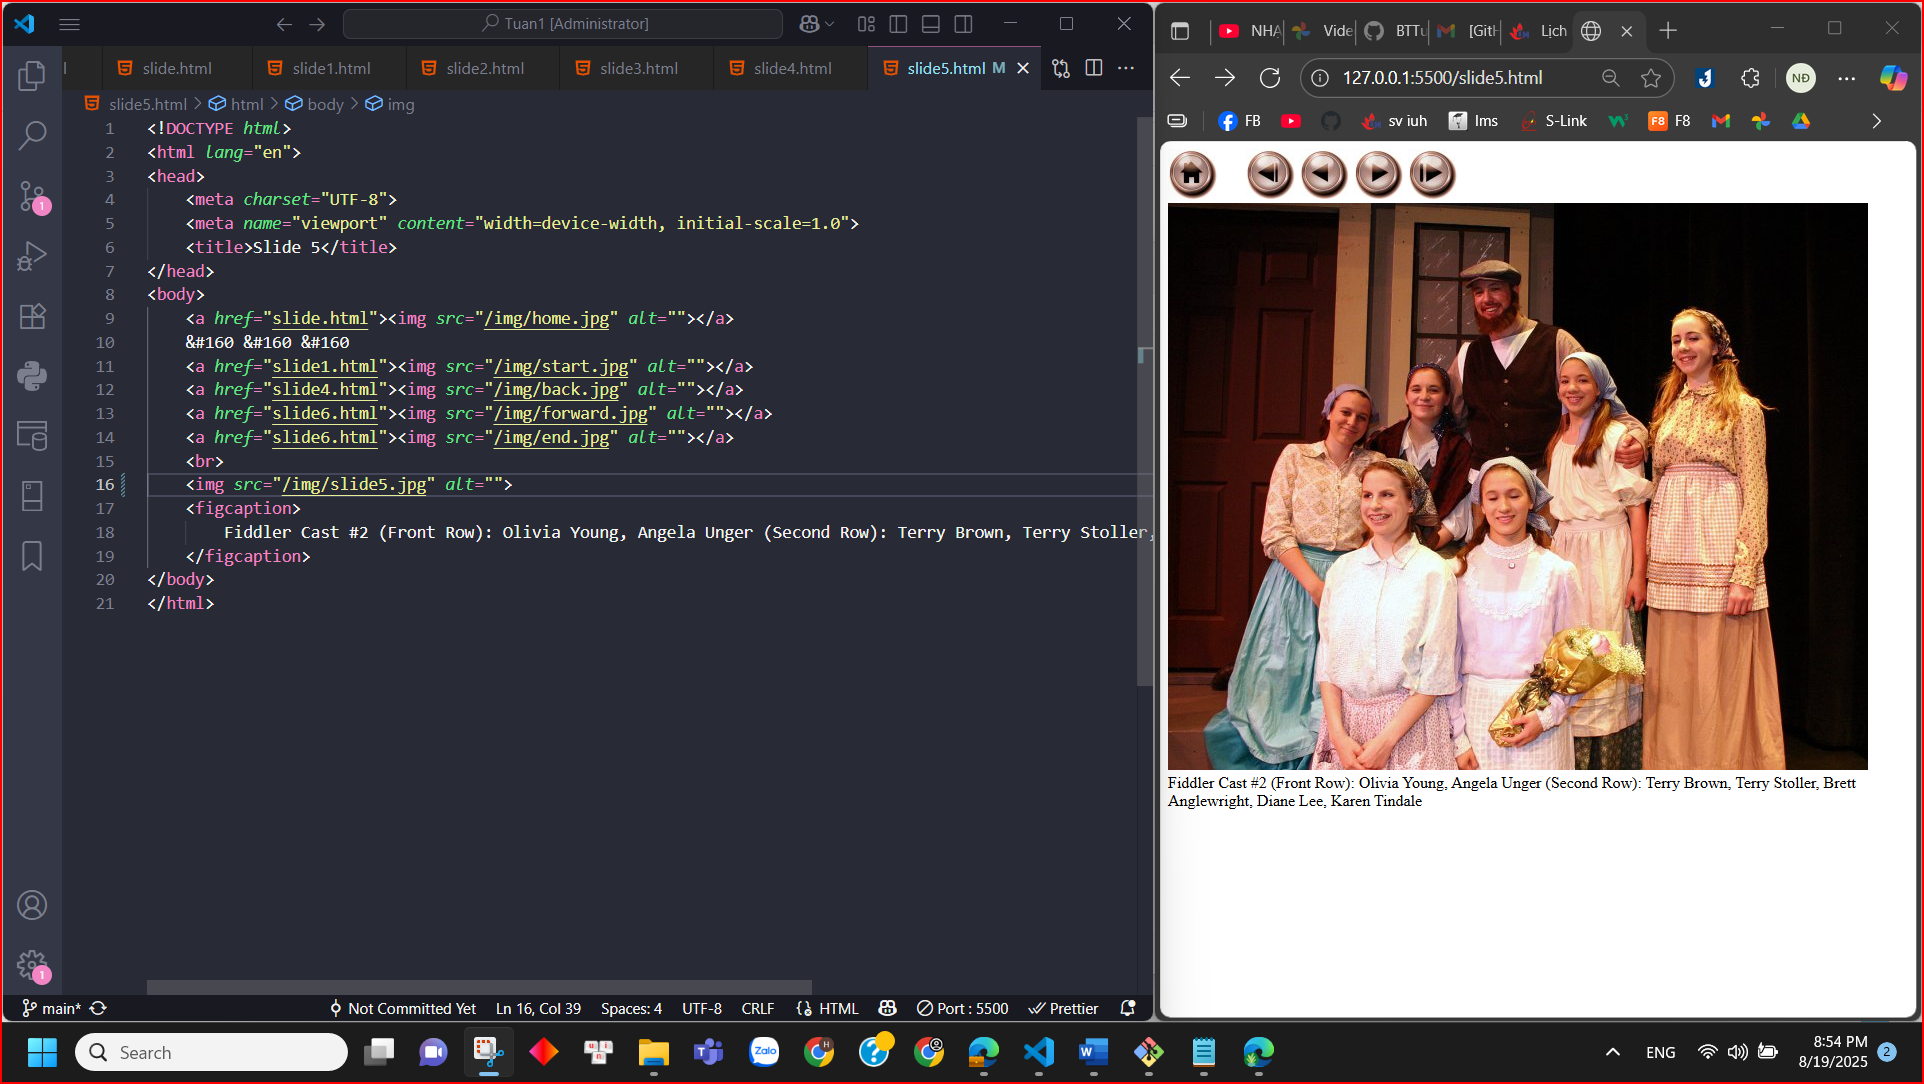 Tuan1 [Administrator]
slide.html
slide1.html
slide2.html
slide3.html
slide4.html
slide5.html M
slide5.html > html > body > img
1 <!DOCTYPE html>
2 <html lang="en">
3 <head>
4 <meta charset="UTF-8">
5 <meta name="viewport" content="width=device-width, initial-scale=1.0">
6 <title>Slide 5</title>
7 </head>
8 <body>
9 <a href="slide.html"><img src="/img/home.jpg" alt=""></a>
10 &#160 &#160 &#160
11 <a href="slide1.html"><img src="/img/start.jpg" alt=""></a>
12 <a href="slide4.html"><img src="/img/back.jpg" alt=""></a>
13 <a href="slide6.html"><img src="/img/forward.jpg" alt=""></a>
14 <a href="slide6.html"><img src="/img/end.jpg" alt=""></a>
15 <br>
16 <img src="/img/slide5.jpg" alt="">
17 <figcaption>
18 Fiddler Cast #2 (Front Row): Olivia Young, Angela Unger (Second Row): Terry Brown, Terry Stoller,
19 </figcaption>
20 </body>
21 </html>
1
1
main* Not Committed Yet Ln 16, Col 39 Spaces: 4 UTF-8 CRLF {} HTML Port : 5500 Prettier
NHA Vide BTTu [GitH Lịch
127.0.0.1:5500/slide5.html NĐ
FB sv iuh lms S-Link F8 F8
Fiddler Cast #2 (Front Row): Olivia Young, Angela Unger (Second Row): Terry Brown, Terry Stoller, Brett
Anglewright, Diane Lee, Karen Tindale
Search Zalo ENG 8:54 PM
8/19/2025 2